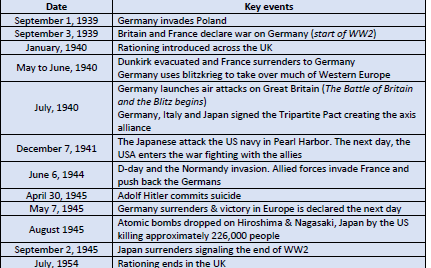 Date Key events
September 1, 1939 Germany invades Poland
September 3, 1939 Britain and France declare war on Germany (start of WW2)
January, 1940 Rationing introduced across the UK
May to June, 1940 Dunkirk evacuated and France surrenders to Germany
Germany uses blitzkrieg to take over much of Western Europe
July, 1940 Germany launches air attacks on Great Britain (The Battle of Britain
and the Blitz begins)
Germany, Italy and Japan signed the Tripartite Pact creating the axis
alliance
December 7, 1941 The Japanese attack the US navy in Pearl Harbor. The next day, the
USA enters the war fighting with the allies
June 6, 1944 D-day and the Normandy invasion. Allied forces invade France and
push back the Germans
April 30, 1945 Adolf Hitler commits suicide
May 7, 1945 Germany surrenders & victory in Europe is declared the next day
August 1945 Atomic bombs dropped on Hiroshima & Nagasaki, Japan by the US
killing approximately 226,000 people
September 2, 1945 Japan surrenders signaling the end of WW2
July, 1954 Rationing ends in the UK